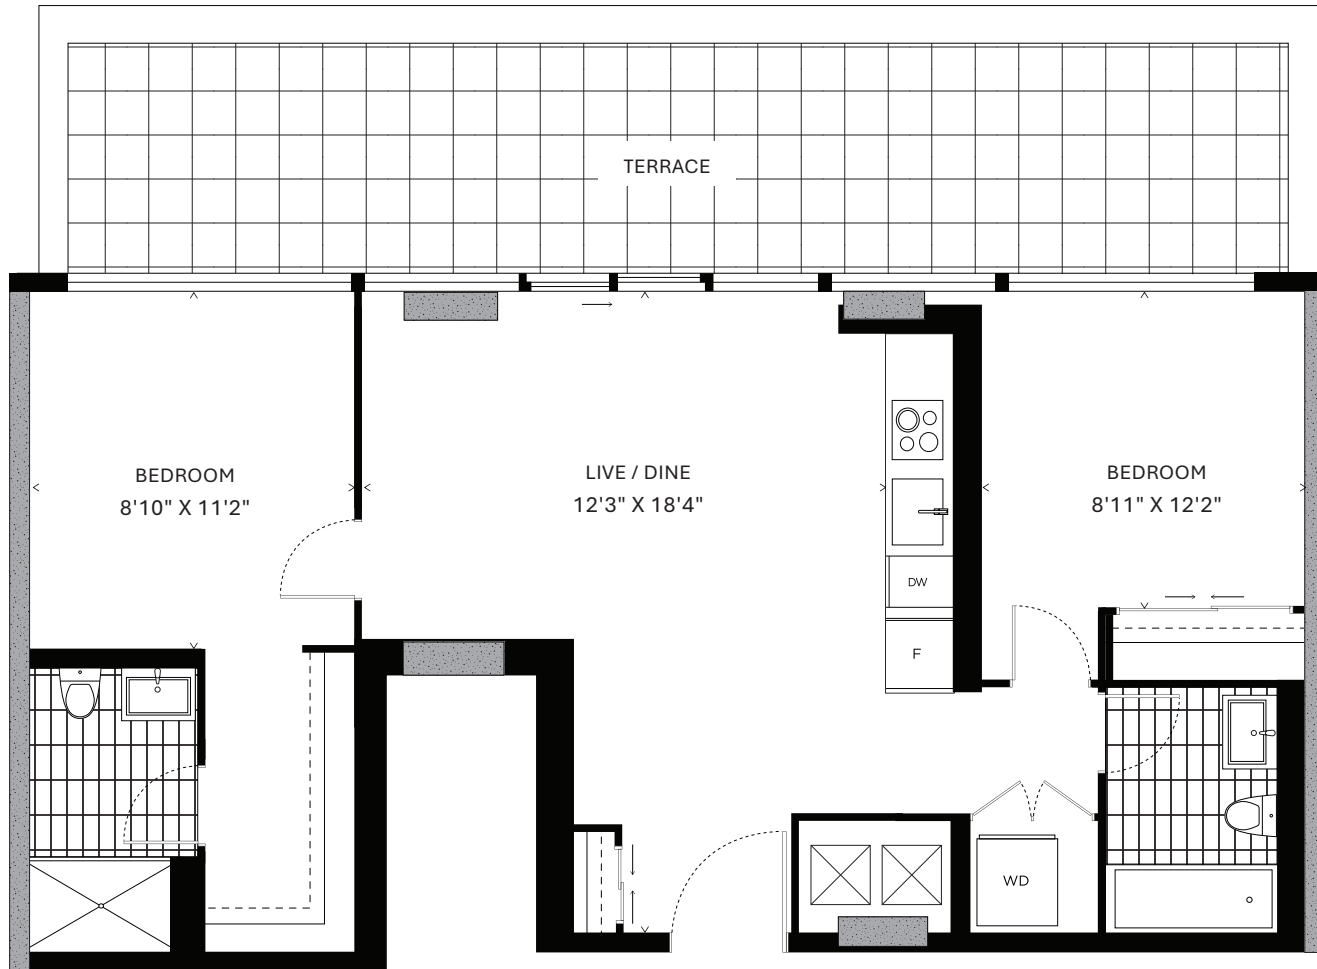 TERRACE
BEDROOM
8'10" X 11'2"
LIVE / DINE
12'3" X 18'4"
BEDROOM
8'11" X 12'2"
DW
F
WD